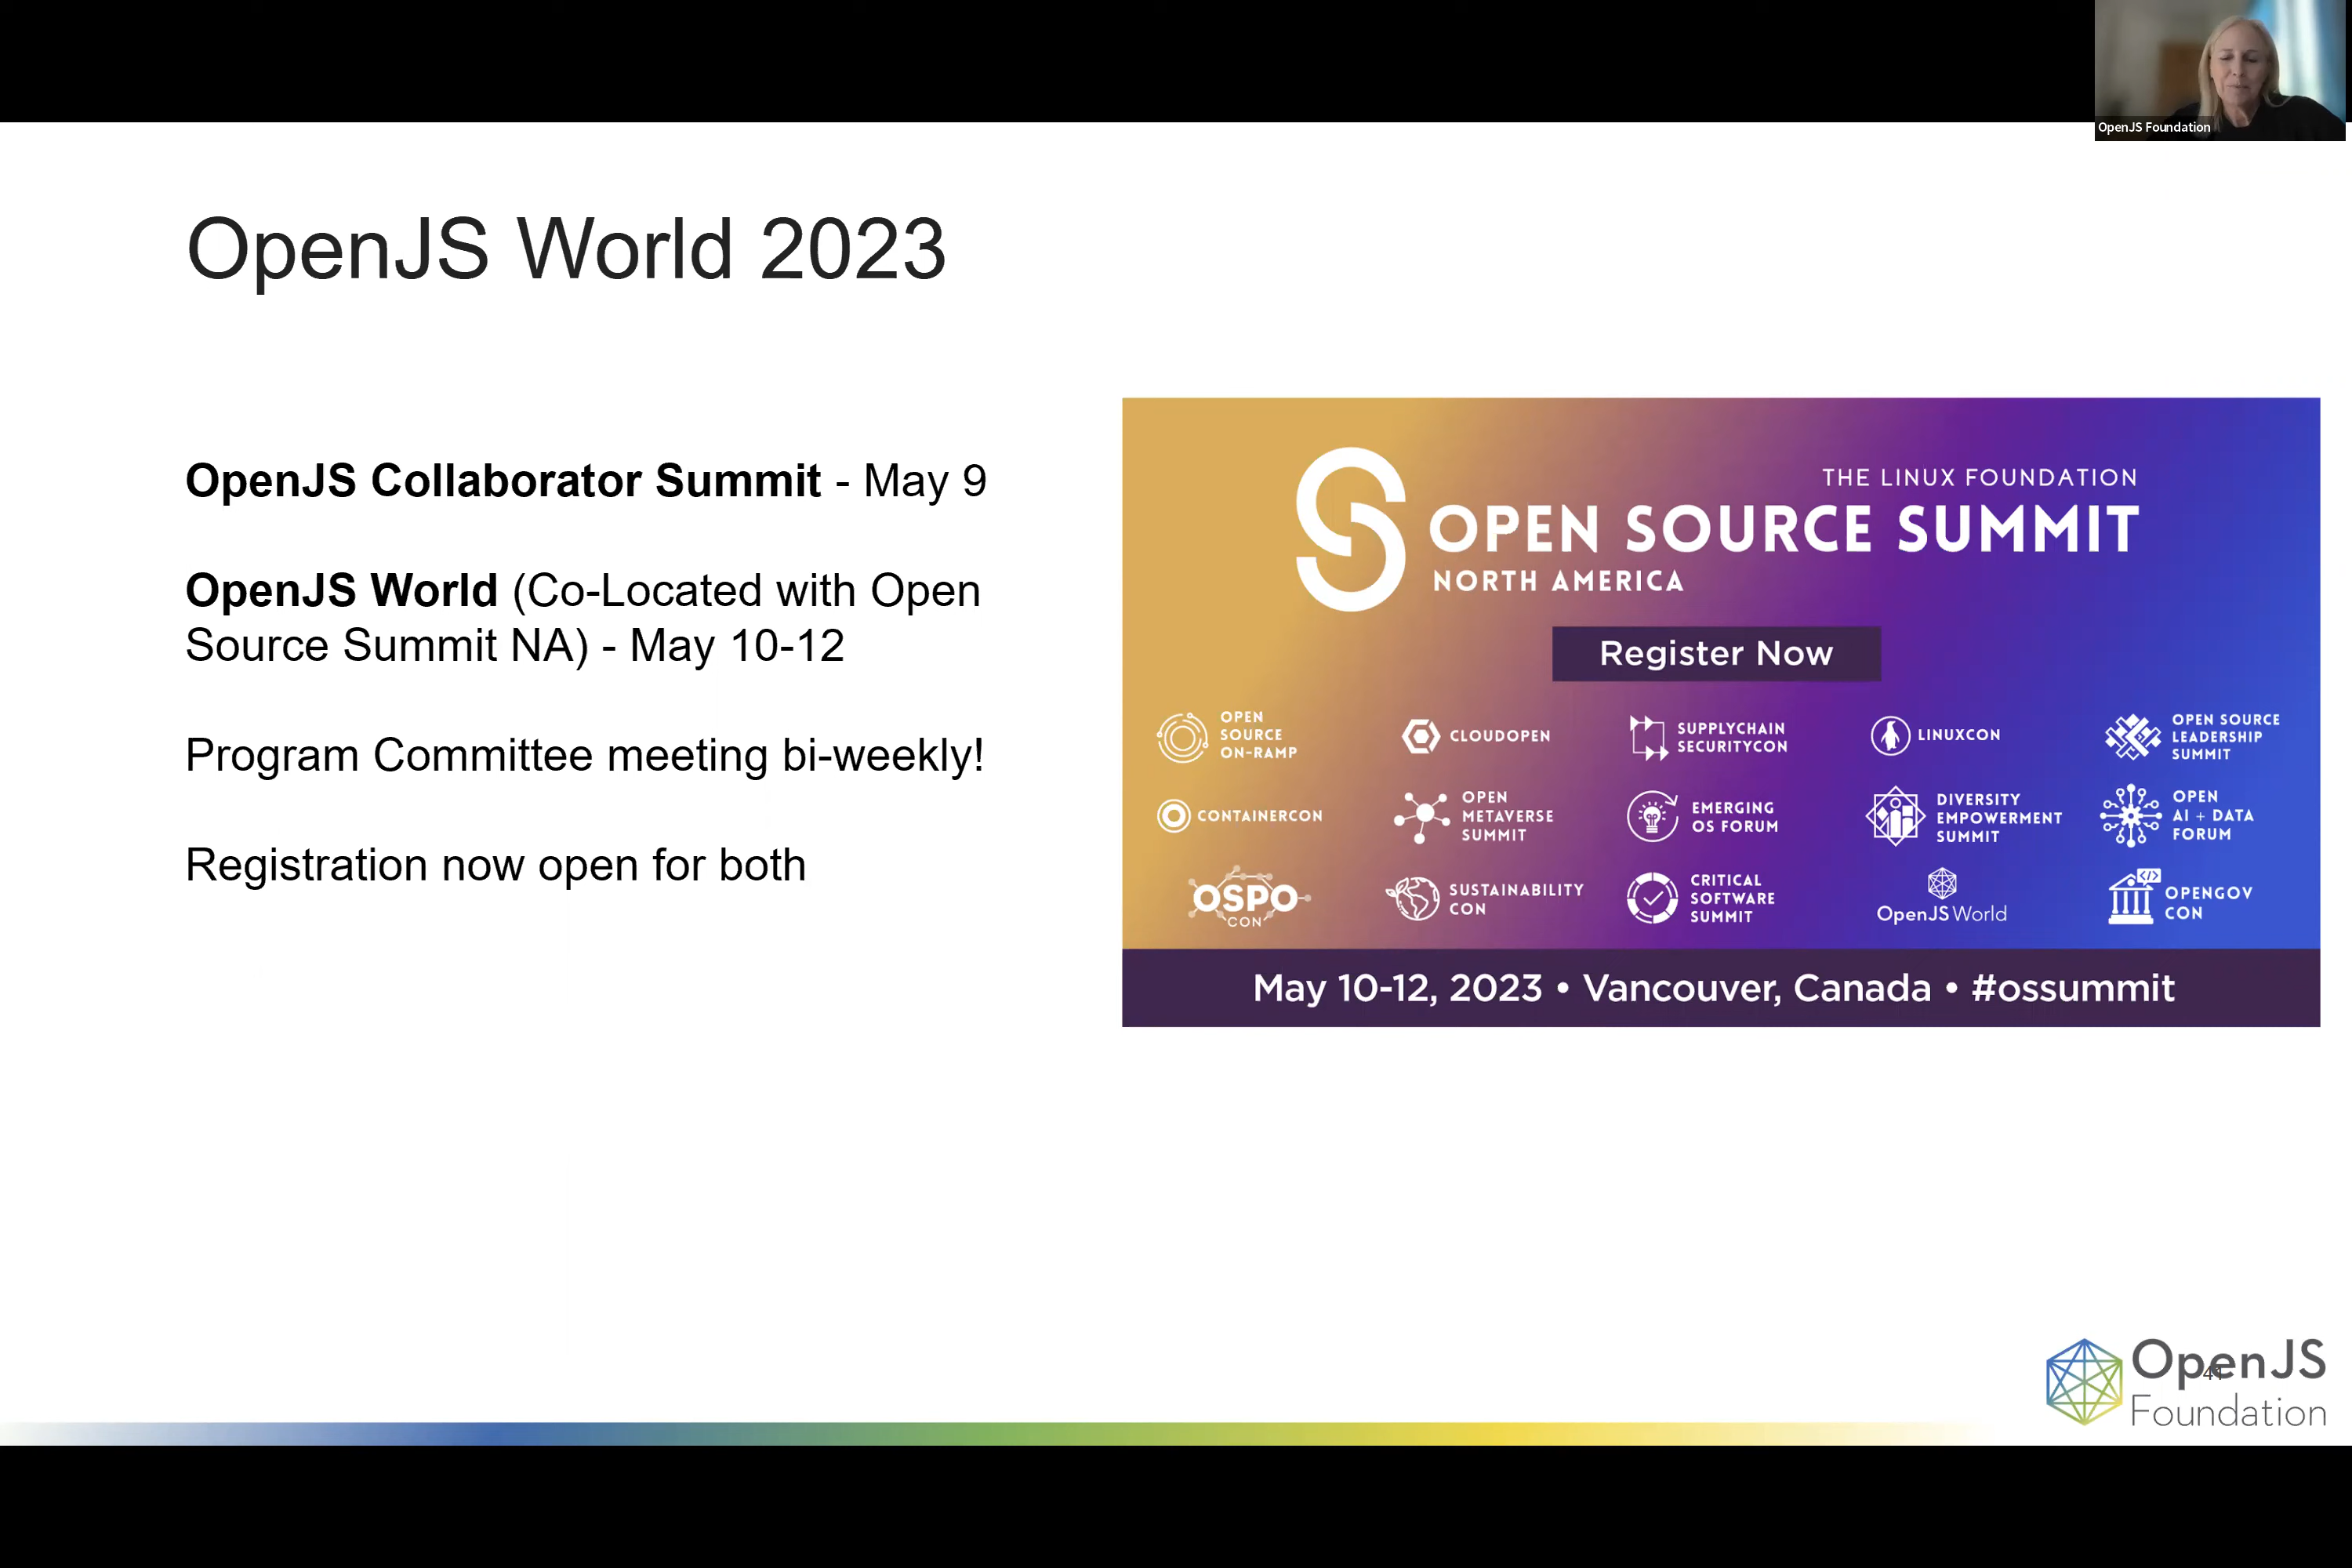 OpenJS Foundation
OpenJS World 2023
OpenJS Collaborator Summit - May 9
OpenJS World (Co-Located with Open
Source Summit NA) - May 10-12
Program Committee meeting bi-weekly!
Registration now open for both
THE LINUX FOUNDATION
OPEN SOURCE SUMMIT
NORTH AMERICA
Register Now
OPEN
SOURCE
ON-RAMP
CLOUDOPEN
SUPPLYCHAIN
SECURITYCON
LINUXCON
OPEN SOURCE
LEADERSHIP
SUMMIT
CONTAINERCON
OPEN
METAVERSE
SUMMIT
EMERGING
OS FORUM
DIVERSITY
EMPOWERMENT
SUMMIT
OPEN
AI + DATA
FORUM
OSPO
CON
SUSTAINABILITY
CON
CRITICAL
SOFTWARE
SUMMIT
OpenJS World
OPENGOV
CON
May 10-12, 2023 • Vancouver, Canada • #ossummit
OpenJS
Foundation